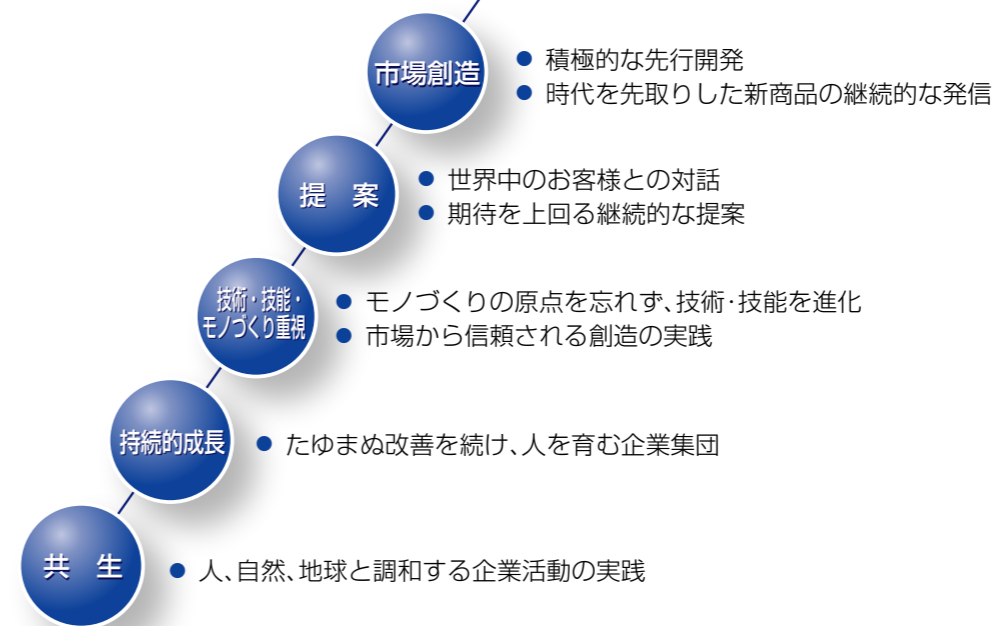 市場創造
● 積極的な先行開発
● 時代を先取りした新商品の継続的な発信
提 案
● 世界中のお客様との対話
● 期待を上回る継続的な提案
技術・技能・
モノづくり重視
● モノづくりの原点を忘れず、技術・技能を進化
● 市場から信頼される創造の実践
持続的成長
● たゆまぬ改善を続け、人を育む企業集団
共 生
● 人、自然、地球と調和する企業活動の実践